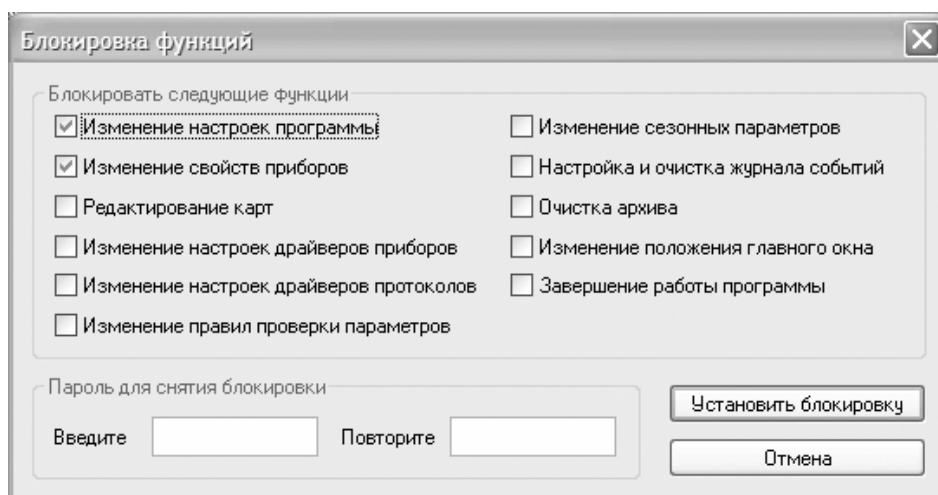 Блокировка функций
Блокировать следующие функции
Изменение настроек программы
Изменение свойств приборов
Редактирование карт
Изменение настроек драйверов приборов
Изменение настроек драйверов протоколов
Изменение правил проверки параметров
Изменение сезонных параметров
Настройка и очистка журнала событий
Очистка архива
Изменение положения главного окна
Завершение работы программы
Пароль для снятия блокировки
Введите
Повторите
Установить блокировку
Отмена